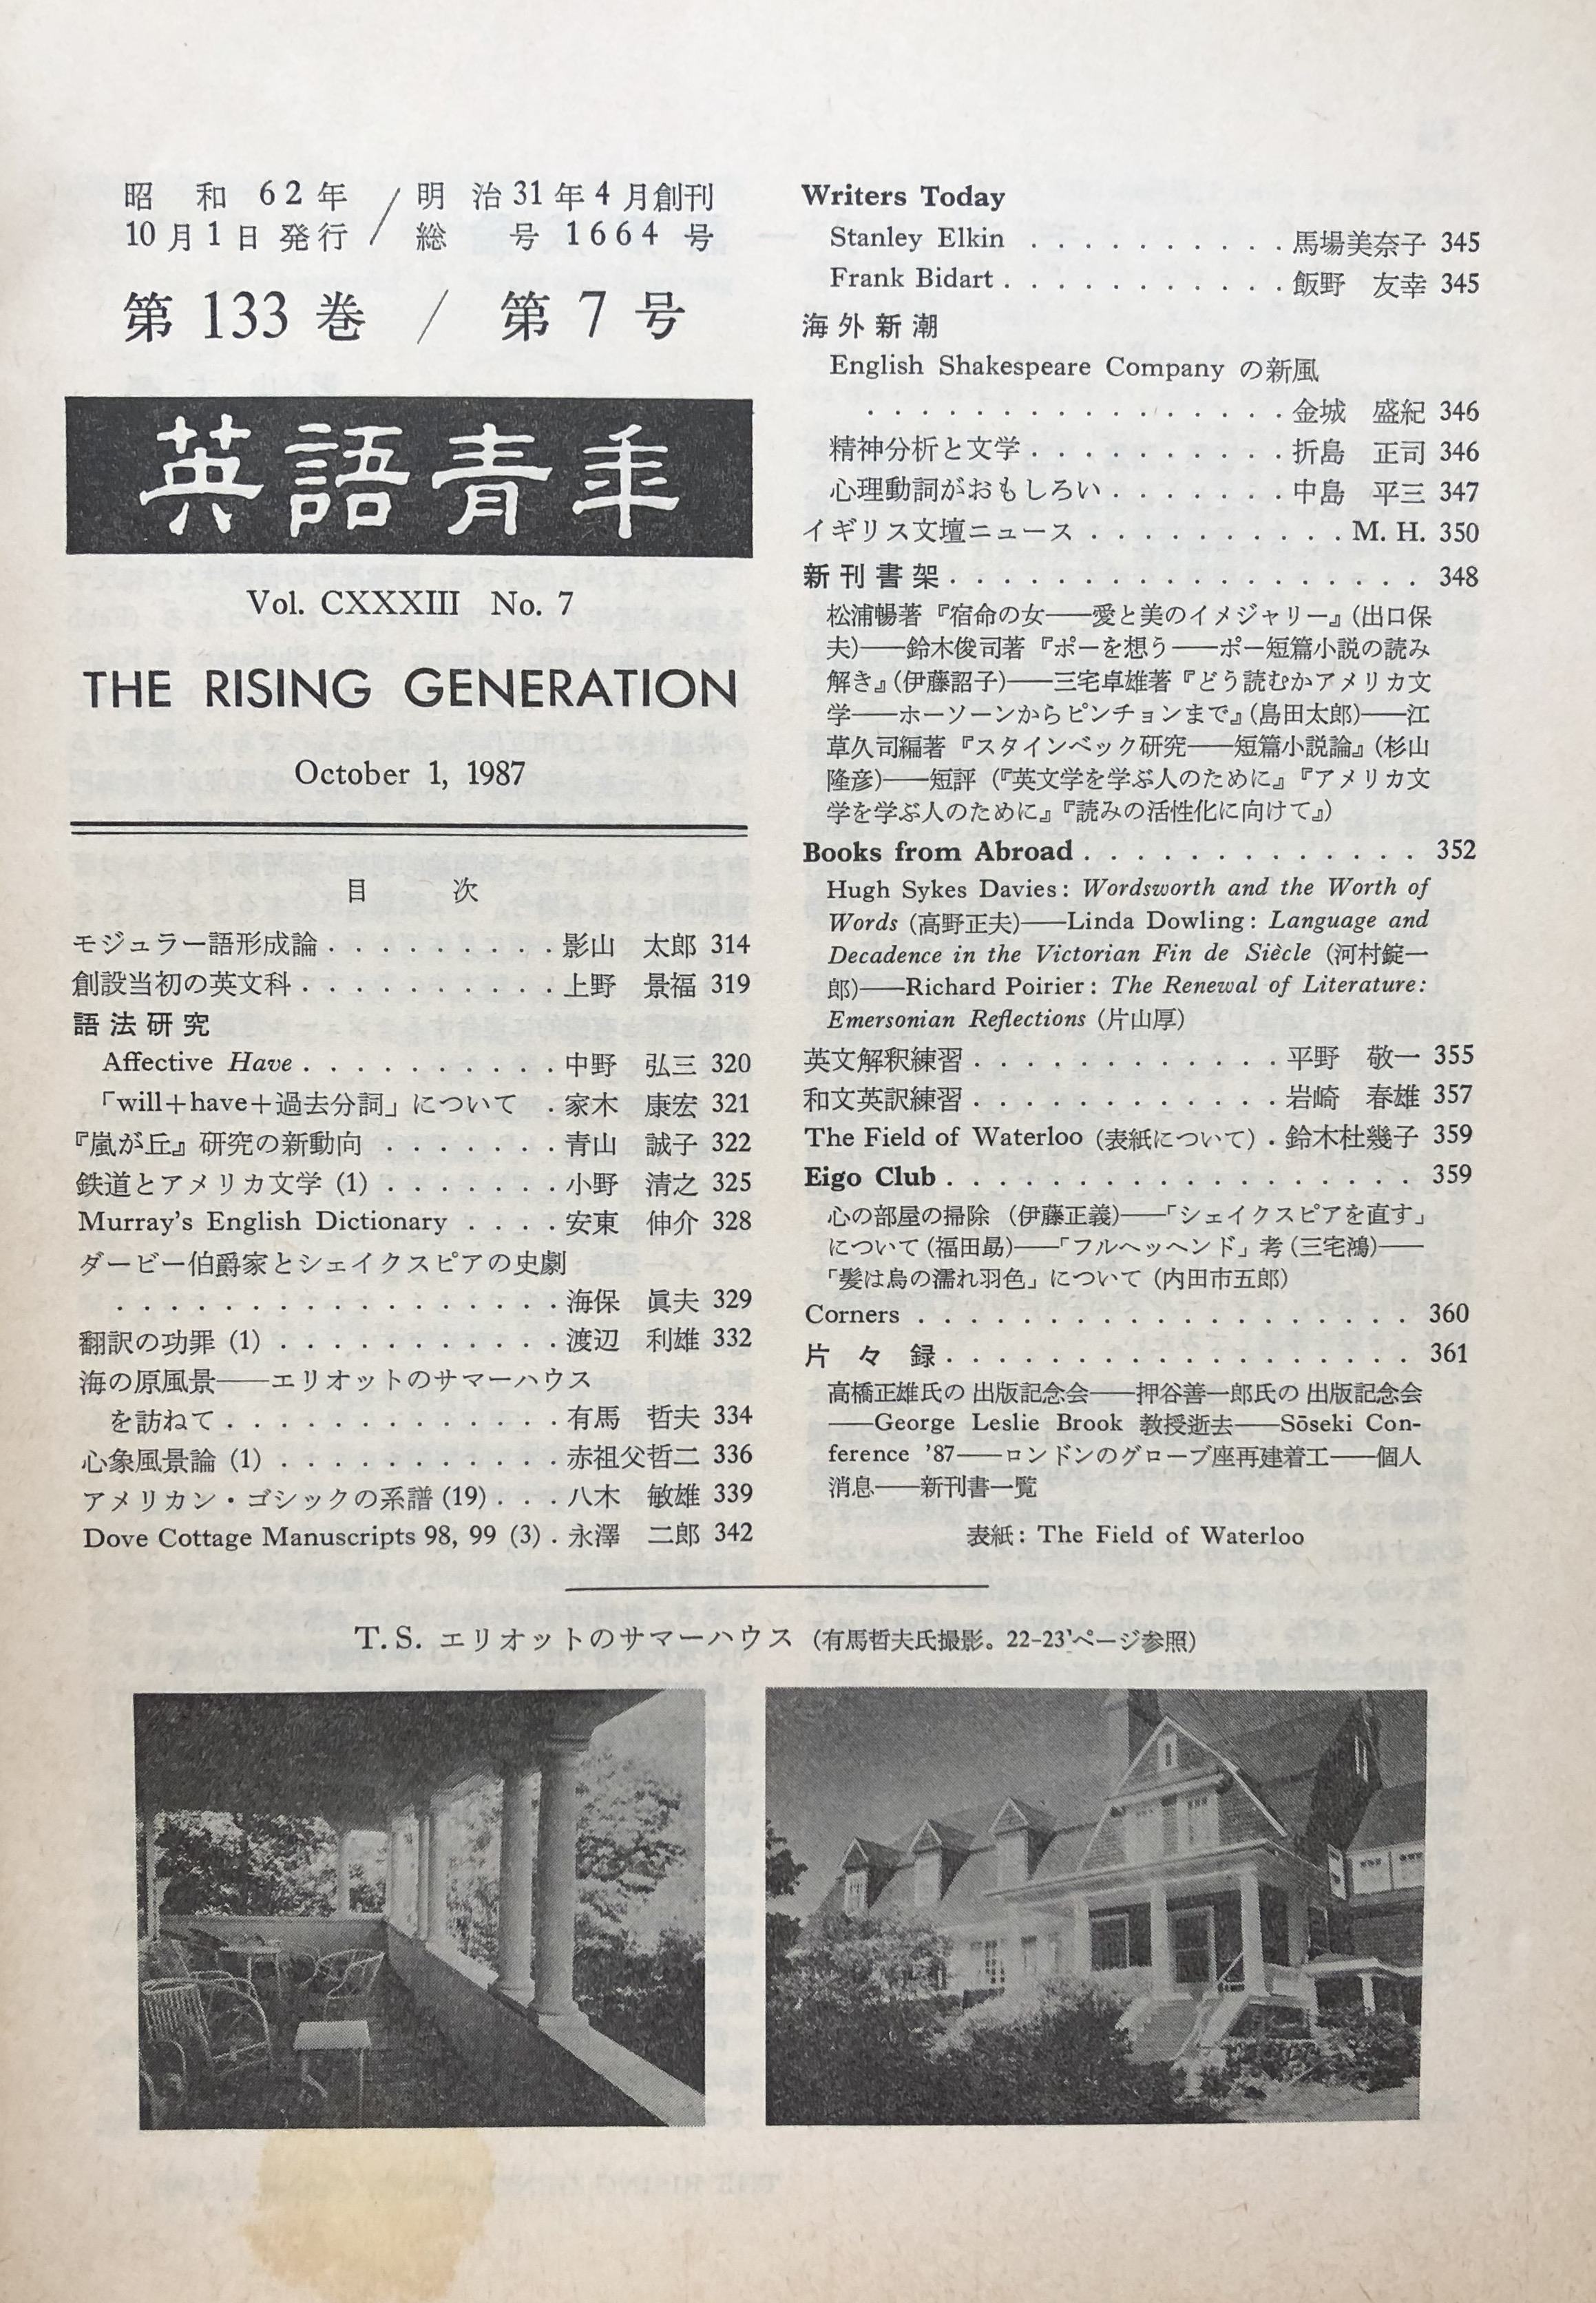 昭和62年/明治31年4月創刊
10月1日発行/総号1664号
第133巻 / 第7号
英語青年
Vol. CXXXIII No. 7
THE RISING GENERATION
October 1, 1987
目 次
モジュラー語形成論.........影山 太郎 314
創設当初の英文科..........上野 景福 319
語法研究
Affective Have..........中野 弘三 320
「will+have+過去分詞」について .家木 康宏 321
『嵐が丘』研究の新動向 .......青山 誠子 322
鉄道とアメリカ文学 (1) .......小野 清之 325
Murray's English Dictionary ....安東 伸介 328
ダービー伯爵家とシェイクスピアの史劇
.................海保 眞夫 329
翻訳の功罪 (1) ...........渡辺 利雄 332
海の原風景――エリオットのサマーハウス
を訪ねて.............有馬 哲夫 334
心象風景論 (1) ...........赤祖父哲二 336
アメリカン・ゴシックの系譜 (19)...八木 敏雄 339
Dove Cottage Manuscripts 98, 99 (3).永澤 二郎 342
Writers Today
Stanley Elkin ..........馬場美奈子 345
Frank Bidart...........飯野 友幸 345
海外新潮
English Shakespeare Company の新風
................金城 盛紀 346
精神分析と文学..........折島 正司 346
心理動詞がおもしろい.......中島 平三 347
イギリス文壇ニュース..........M. H. 350
新刊書架..................348
松浦暢著『宿命の女――愛と美のイメジャリー』(出口保
夫)――鈴木俊司著『ポーを想う――ポー短篇小説の読み
解き』(伊藤詔子)――三宅卓雄著『どう読むかアメリカ文
学――ホーソーンからピンチョンまで』(島田太郎)――江
草久司編著『スタインベック研究――短篇小説論』(杉山
隆彦)――短評 (『英文学を学ぶ人のために』『アメリカ文
学を学ぶ人のために』『読みの活性化に向けて』)
Books from Abroad.............352
Hugh Sykes Davies: Wordsworth and the Worth of
Words (高野正夫)――Linda Dowling: Language and
Decadence in the Victorian Fin de Siècle (河村錠一
郎)――Richard Poirier: The Renewal of Literature:
Emersonian Reflections (片山厚)
英文解釈練習............平野 敬一 355
和文英訳練習............岩崎 春雄 357
The Field of Waterloo (表紙について).鈴木杜幾子 359
Eigo Club..................359
心の部屋の掃除 (伊藤正義)――「シェイクスピアを直す」
について (福田勗)――「フルヘッヘンド」考 (三宅鴻)――
「髪は烏の濡れ羽色」について (内田市五郎)
Corners ...................360
片々録..................361
高橋正雄氏の出版記念会――押谷善一郎氏の出版記念会
――George Leslie Brook 教授逝去――Sōseki Con-
ference '87――ロンドンのグローブ座再建着工――個人
消息――新刊書一覧
表紙: The Field of Waterloo
T.S. エリオットのサマーハウス (有馬哲夫氏撮影。22-23ページ参照)